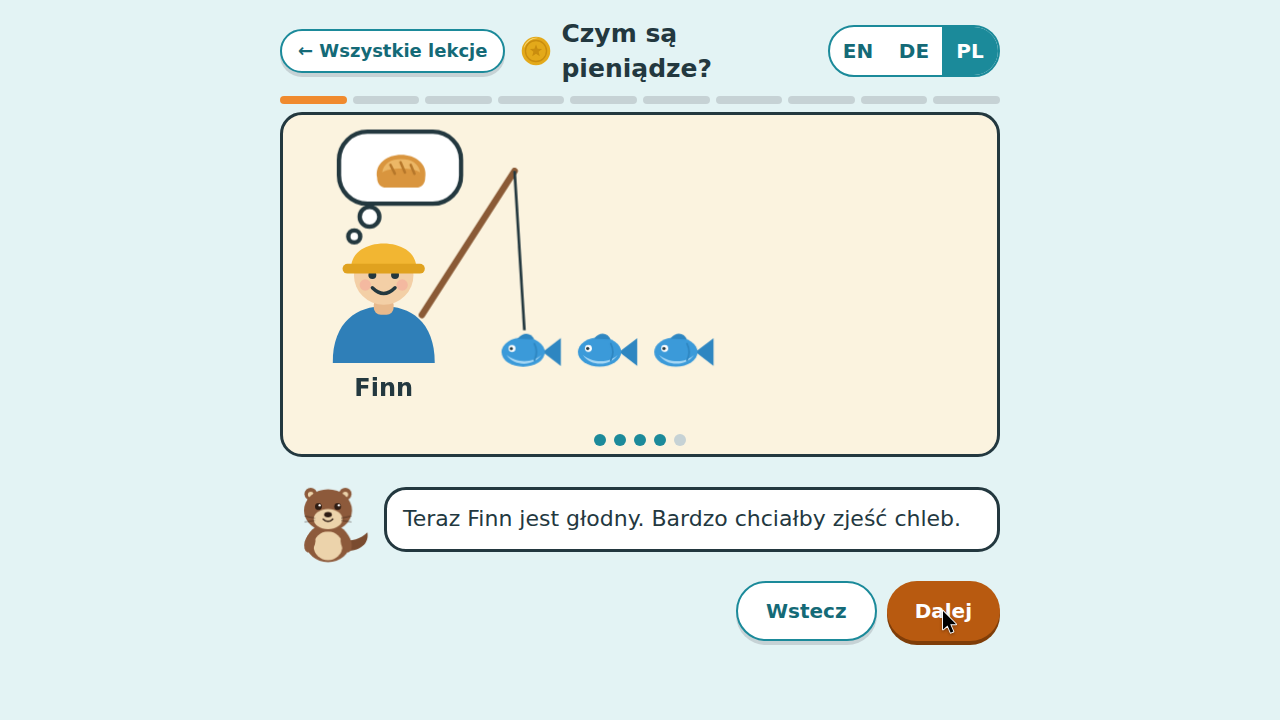 ← Wszystkie lekcje
Czym są
pieniądze?
EN DE PL
Finn
Teraz Finn jest głodny. Bardzo chciałby zjeść chleb.
Wstecz
Dalej